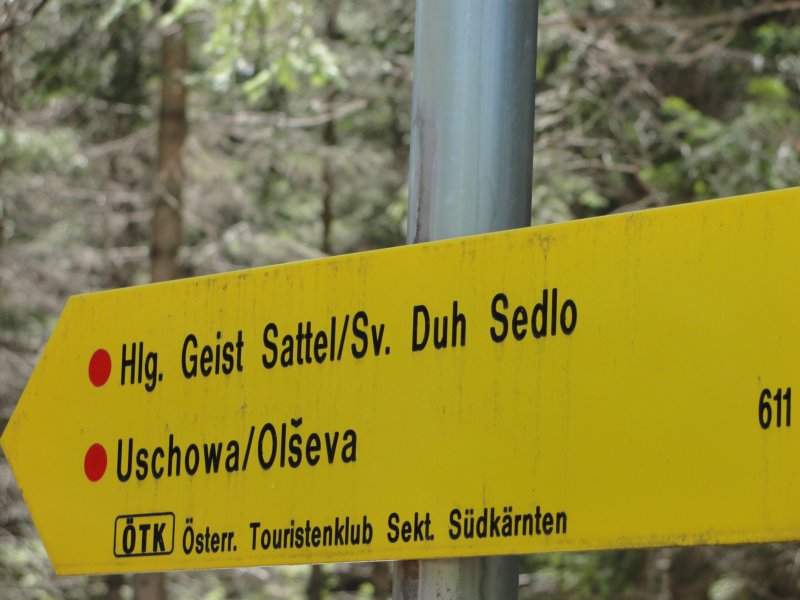 Hlg. Geist Sattel/Sv. Duh Sedlo
611
Uschowa/Olševa
ÖTK Österr. Touristenklub Sekt. Südkärnten